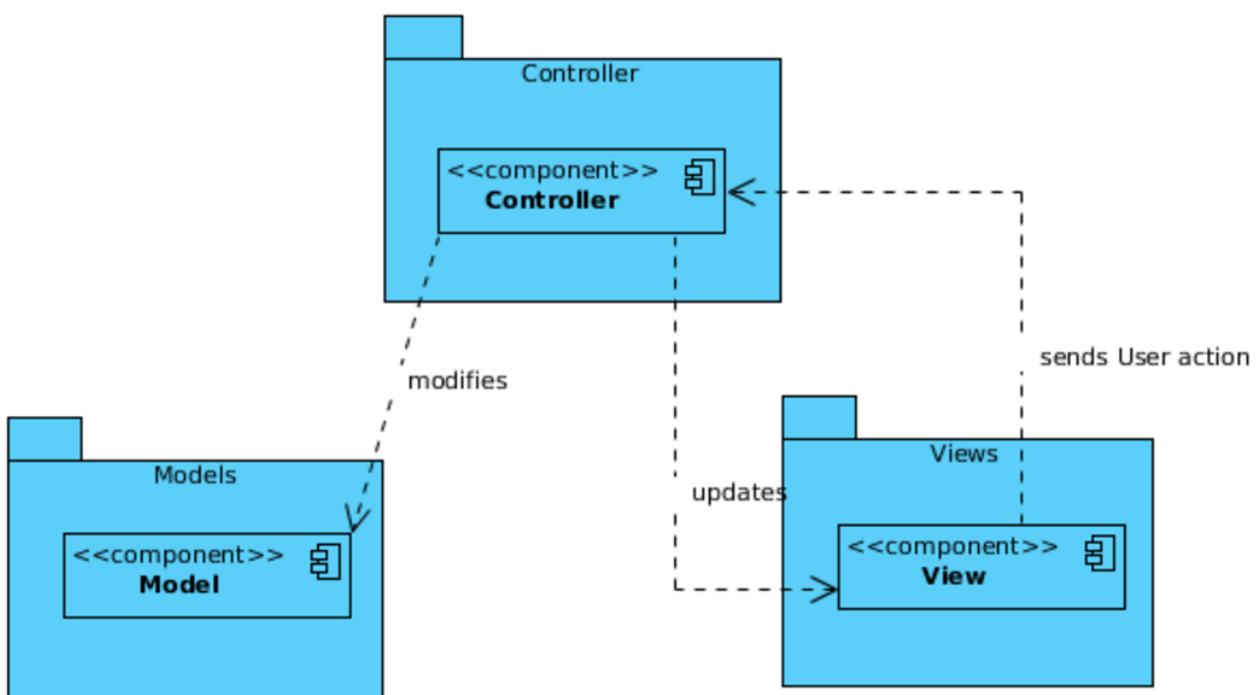 Controller
<<component>>
Controller
sends User action
modifies
Models
<<component>>
Model
updates
Views
<<component>>
View